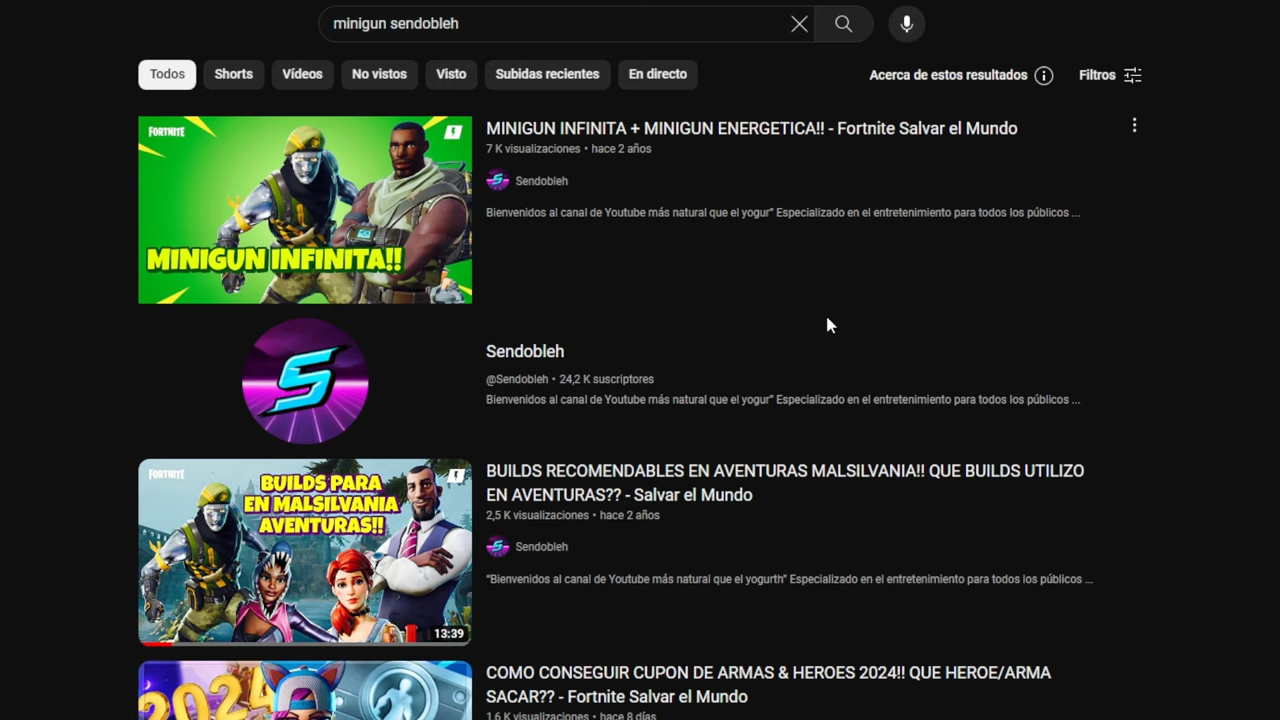 minigun sendobleh
Todos
Shorts
Vídeos
No vistos
Visto
Subidas recientes
En directo
Acerca de estos resultados
Filtros
FORTNITE
MINIGUN INFINITA!!
MINIGUN INFINITA + MINIGUN ENERGETICA!! - Fortnite Salvar el Mundo
7 K visualizaciones • hace 2 años
Sendobleh
Bienvenidos al canal de Youtube más natural que el yogur" Especializado en el entretenimiento para todos los públicos ...
Sendobleh
@Sendobleh • 24,2 K suscriptores
Bienvenidos al canal de Youtube más natural que el yogur" Especializado en el entretenimiento para todos los públicos ...
FORTNITE
BUILDS PARA
EN MALSILVANIA
AVENTURAS!!
13:39
BUILDS RECOMENDABLES EN AVENTURAS MALSILVANIA!! QUE BUILDS UTILIZO
EN AVENTURAS?? - Salvar el Mundo
2,5 K visualizaciones • hace 2 años
Sendobleh
"Bienvenidos al canal de Youtube más natural que el yogurth" Especializado en el entretenimiento para todos los públicos ...
2024
COMO CONSEGUIR CUPON DE ARMAS & HEROES 2024!! QUE HEROE/ARMA
SACAR?? - Fortnite Salvar el Mundo
1,6 K visualizaciones • hace 8 días